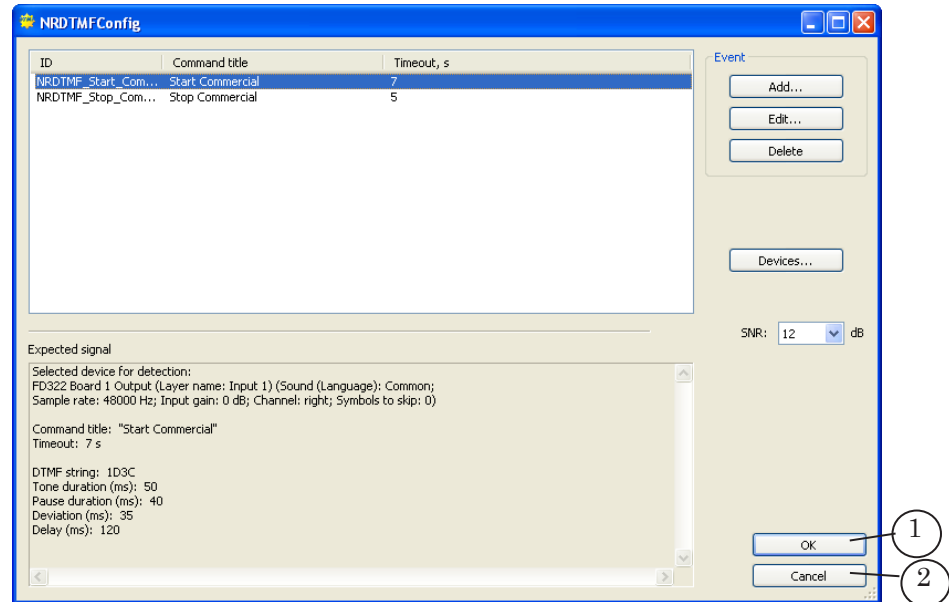 NRDTMFConfig
ID Command title Timeout, s
NRDTMF_Start_Com... Start Commercial 7
NRDTMF_Stop_Com... Stop Commercial 5
Event
Add...
Edit...
Delete
Devices...
SNR: 12 dB
Expected signal
Selected device for detection:
FD322 Board 1 Output (Layer name: Input 1) (Sound (Language): Common;
Sample rate: 48000 Hz; Input gain: 0 dB; Channel: right; Symbols to skip: 0)
Command title: "Start Commercial"
Timeout: 7 s
DTMF string: 1D3C
Tone duration (ms): 50
Pause duration (ms): 40
Deviation (ms): 35
Delay (ms): 120
OK
1
Cancel
2